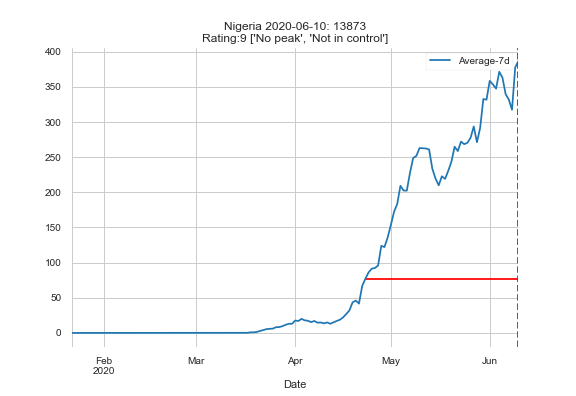 Nigeria 2020-06-10: 13873
Rating:9 ['No peak', 'Not in control']
400
Average-7d
350
300
250
200
150
100
50
0
Feb Mar Apr May Jun
2020
Date